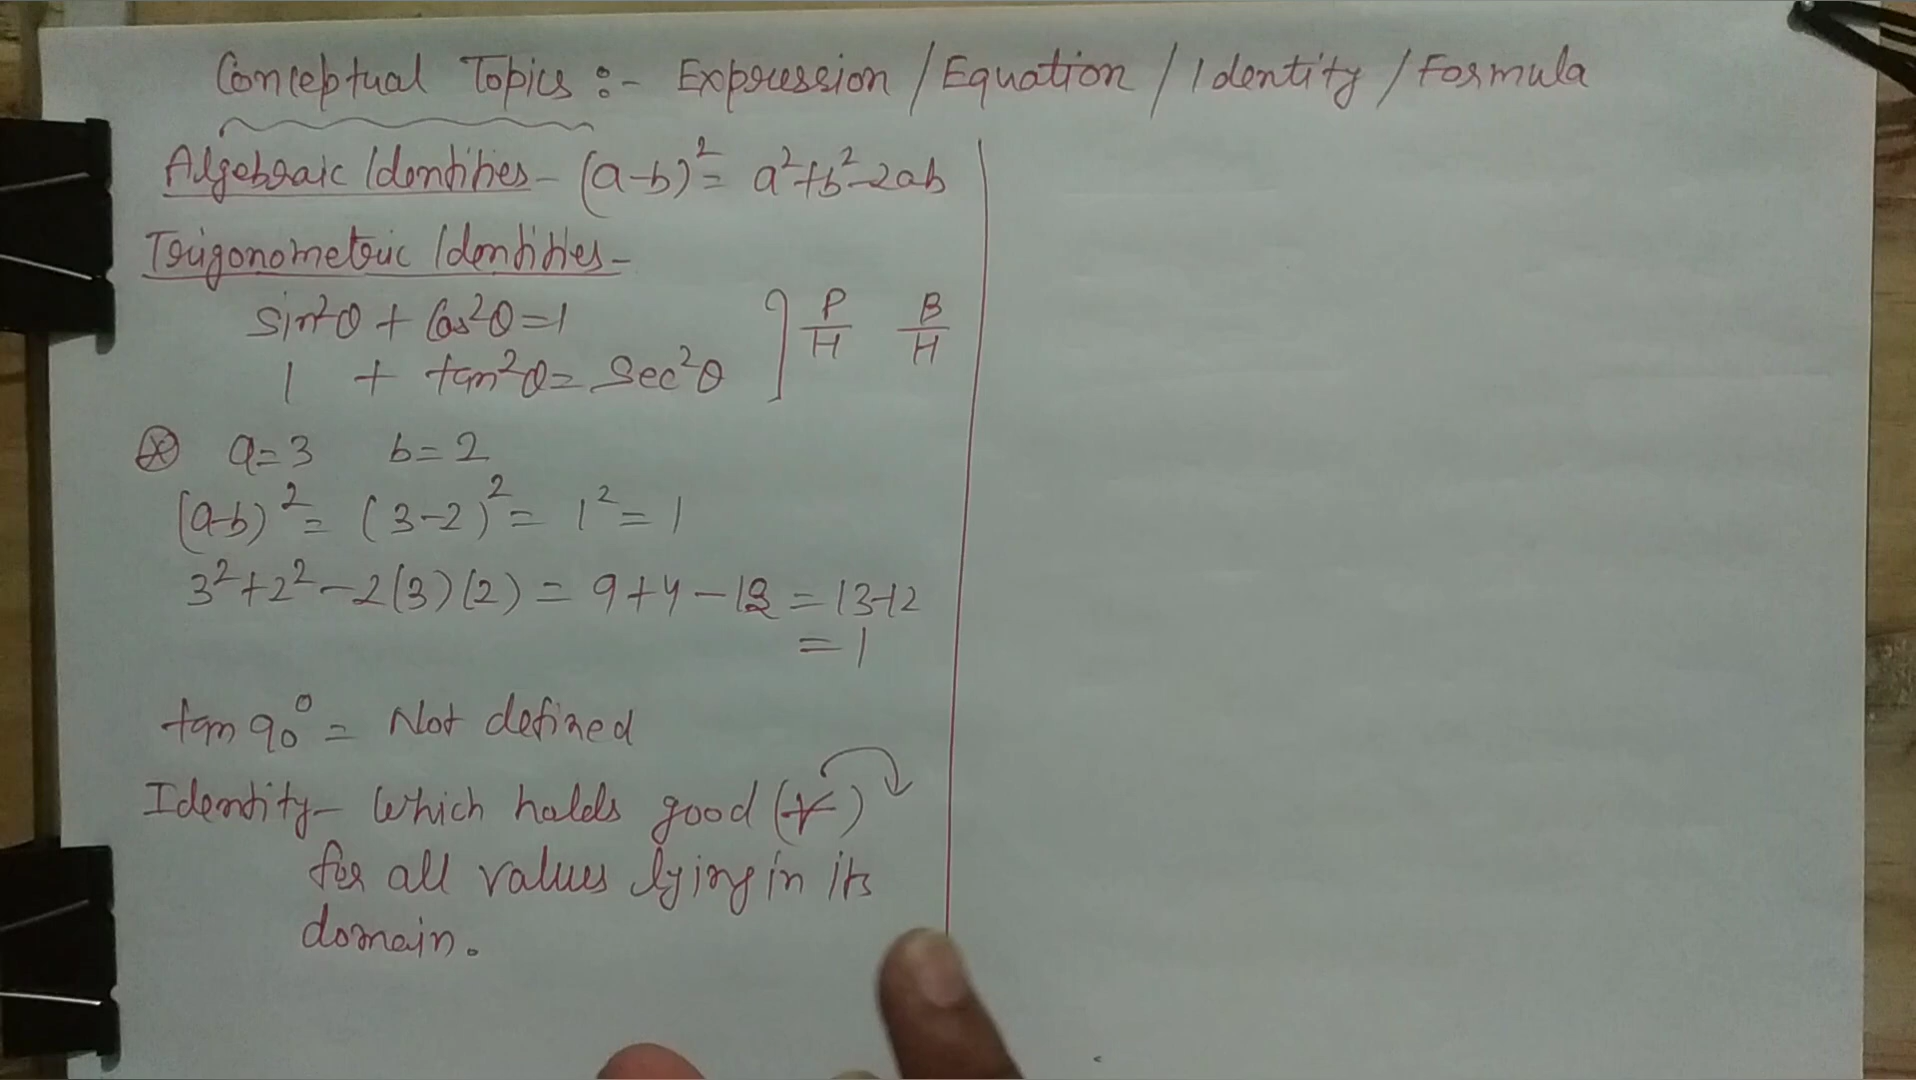 Conceptual Topics :- Expression / Equation / Identity / Formula
Algebraic Identities - (a-b)² = a²+b²-2ab
Trigonometric Identities -
sin²θ + Cos²θ = 1
1 + tan²θ = Sec²θ
P/H B/H
a=3 b=2
(a-b)² = (3-2)² = 1² = 1
3²+2²-2(3)(2) = 9+4-12 = 13-12
= 1
tan 90° = Not defined
Identity - Which holds good
for all values lying in its
domain.